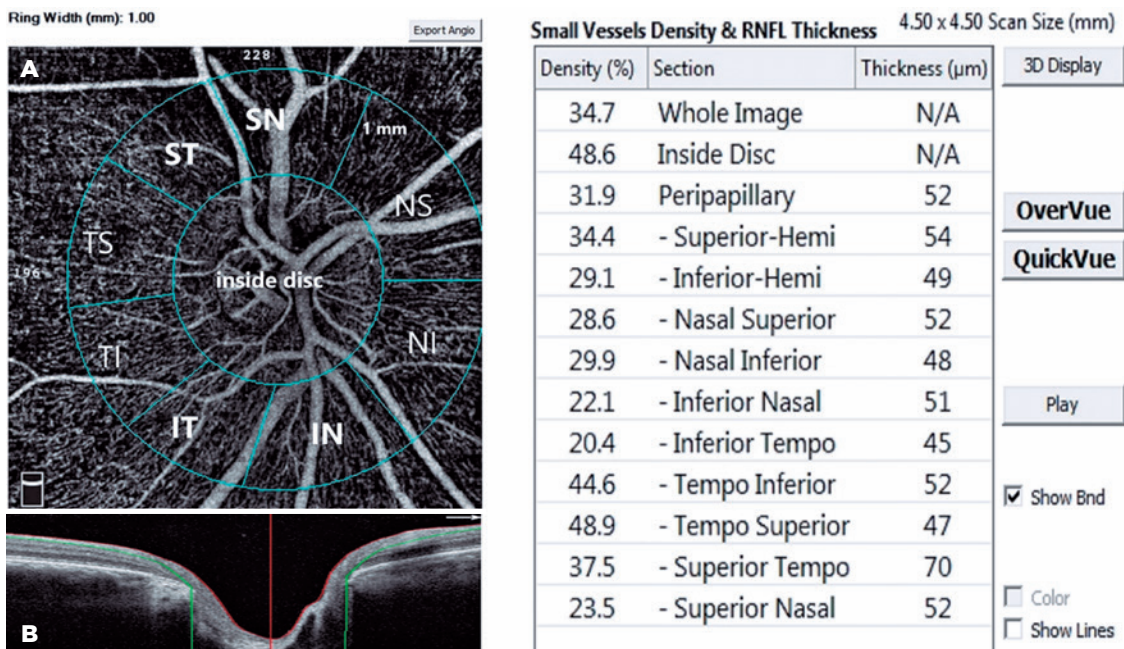 Ring Width (mm): 1.00
Export Angio
A
228
SN
1 mm
ST
NS
TS
196
inside disc
TI
NI
IT
IN
B
Small Vessels Density & RNFL Thickness
4.50 x 4.50 Scan Size (mm)
Density (%) Section Thickness (µm)
34.7 Whole Image N/A
48.6 Inside Disc N/A
31.9 Peripapillary 52
34.4 - Superior-Hemi 54
29.1 - Inferior-Hemi 49
28.6 - Nasal Superior 52
29.9 - Nasal Inferior 48
22.1 - Inferior Nasal 51
20.4 - Inferior Tempo 45
44.6 - Tempo Inferior 52
48.9 - Tempo Superior 47
37.5 - Superior Tempo 70
23.5 - Superior Nasal 52
3D Display
OverVue
QuickVue
Play
Show Bnd
Color
Show Lines